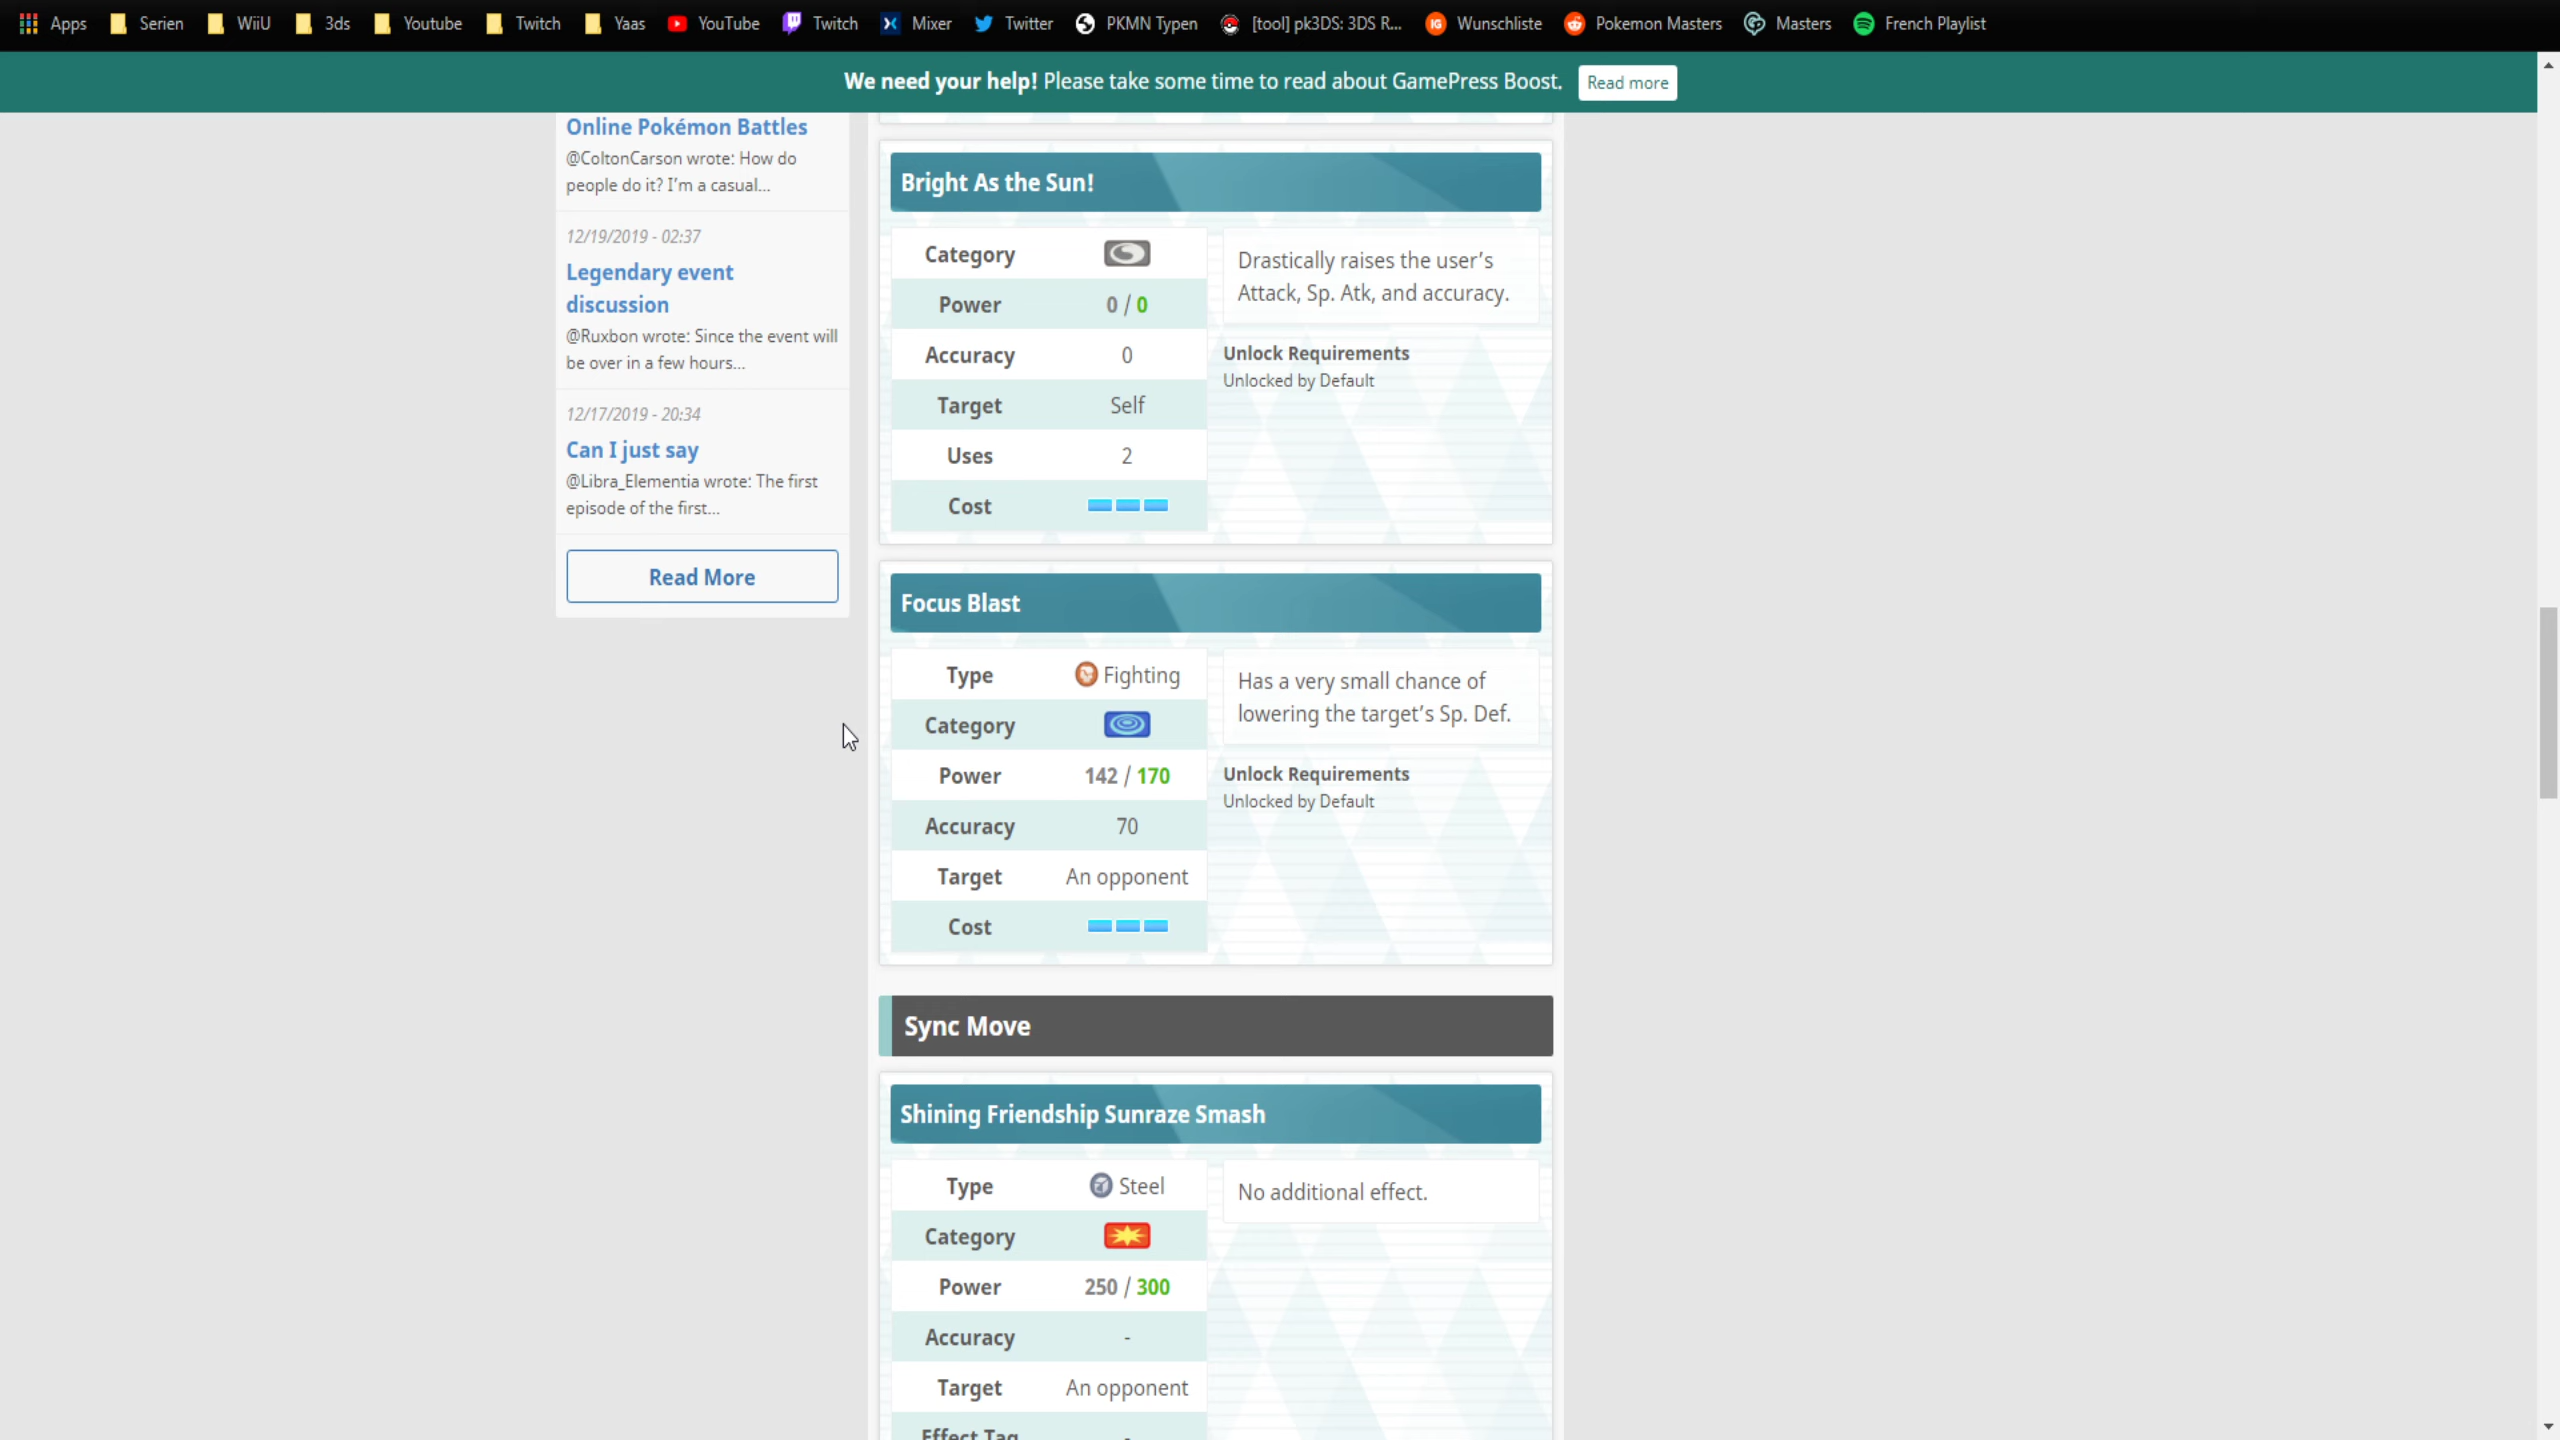 Apps Serien WiiU 3ds Youtube Twitch Yaas YouTube Twitch Mixer Twitter PKMN Typen [tool] pk3DS: 3DS R... Wunschliste Pokemon Masters Masters French Playlist
We need your help! Please take some time to read about GamePress Boost. Read more
Online Pokémon Battles
@ColtonCarson wrote: How do
people do it? I'm a casual...
12/19/2019 - 02:37
Legendary event
discussion
@Ruxbon wrote: Since the event will
be over in a few hours...
12/17/2019 - 20:34
Can I just say
@Libra_Elementia wrote: The first
episode of the first...
Read More
Bright As the Sun!
Category
Power 0 / 0
Accuracy 0
Target Self
Uses 2
Cost
Drastically raises the user's
Attack, Sp. Atk, and accuracy.
Unlock Requirements
Unlocked by Default
Focus Blast
Type Fighting
Category
Power 142 / 170
Accuracy 70
Target An opponent
Cost
Has a very small chance of
lowering the target's Sp. Def.
Unlock Requirements
Unlocked by Default
Sync Move
Shining Friendship Sunraze Smash
Type Steel
Category
Power 250 / 300
Accuracy -
Target An opponent
Effect Tag -
No additional effect.